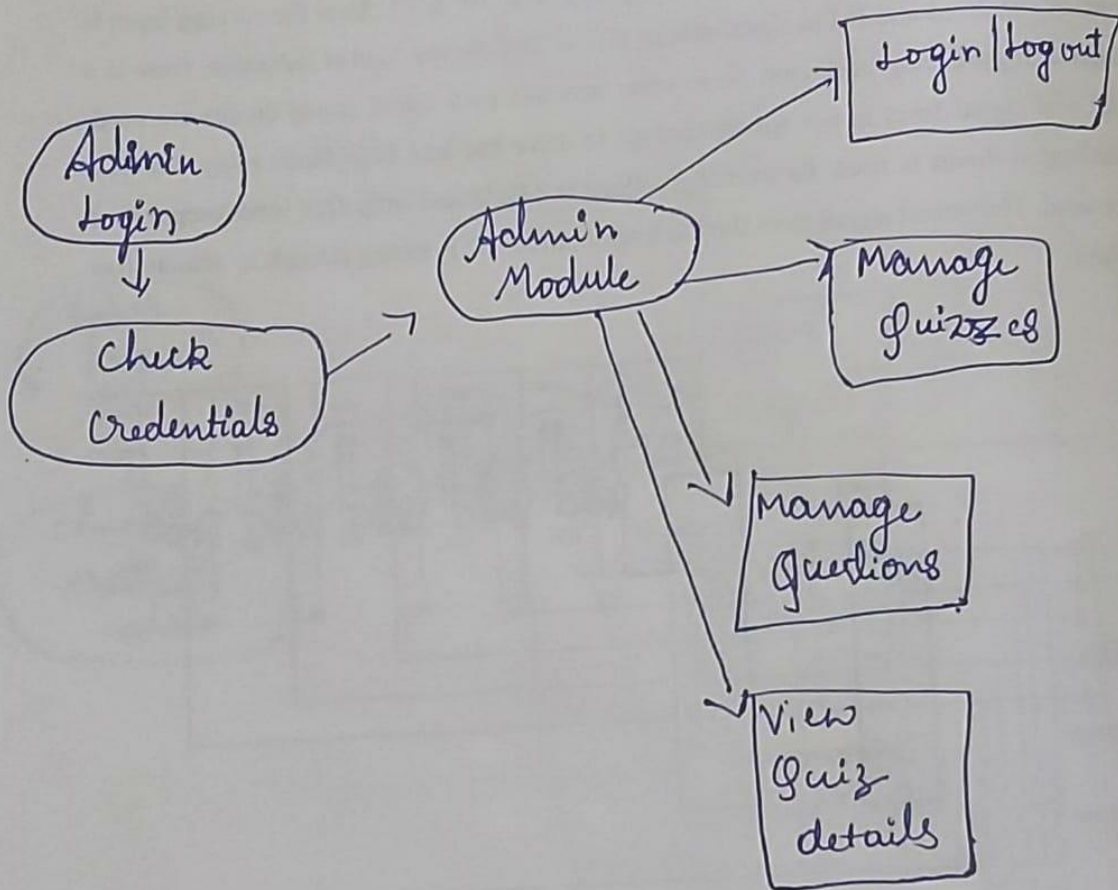 Admin
Login
Check
Credentials
Admin
Module
Login|Logout
Manage
Quizzes
Manage
Questions
View
Quiz
details